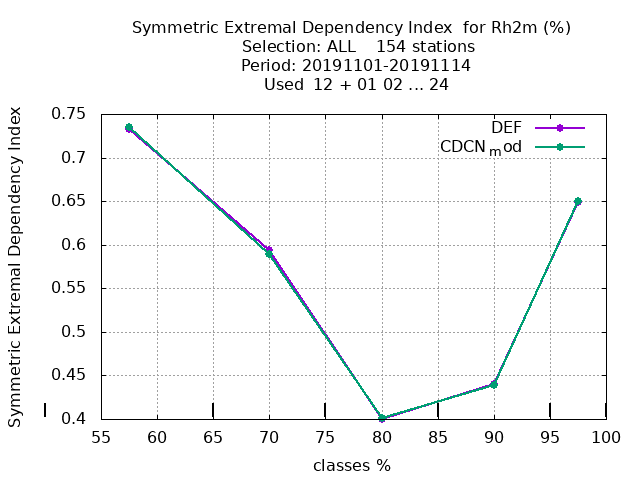 Symmetric Extremal Dependency Index  for Rh2m (%)
Selection: ALL    154 stations
Period: 20191101-20191114
Used  12 + 01 02 ... 24
DEF
CDCNmod
Symmetric Extremal Dependency Index
0.75
0.7
0.65
0.6
0.55
0.5
0.45
0.4
55 60 65 70 75 80 85 90 95 100
classes %